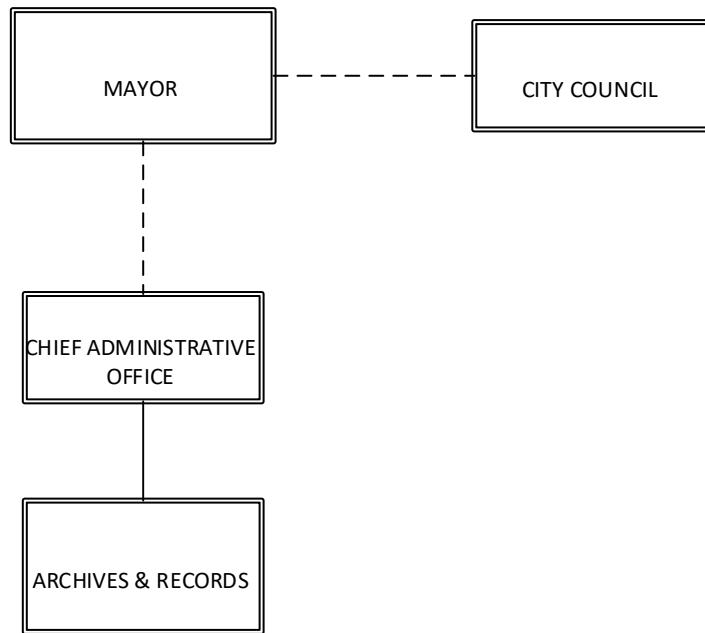 MAYOR
CITY COUNCIL
CHIEF ADMINISTRATIVE
OFFICE
ARCHIVES & RECORDS